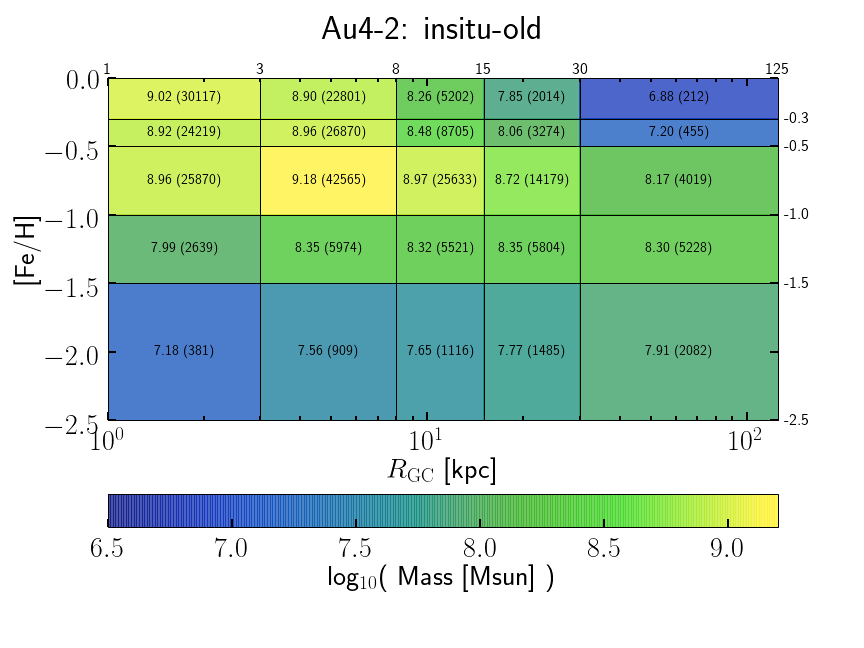 Au4-2: insitu-old
1 3 8 15 30 125
0.0
9.02 (30117) 8.90 (22801) 8.26 (5202) 7.85 (2014) 6.88 (212)
-0.3
8.92 (24219) 8.96 (26870) 8.48 (8705) 8.06 (3274) 7.20 (455)
−0.5 -0.5
8.96 (25870) 9.18 (42565) 8.97 (25633) 8.72 (14179) 8.17 (4019)
−1.0 -1.0
[Fe/H]
7.99 (2639) 8.35 (5974) 8.32 (5521) 8.35 (5804) 8.30 (5228)
−1.5 -1.5
7.18 (381) 7.56 (909) 7.65 (1116) 7.77 (1485) 7.91 (2082)
−2.0
−2.5 -2.5
10⁰ 10¹ 10²
R_GC [kpc]
6.5 7.0 7.5 8.0 8.5 9.0
log₁₀( Mass [Msun] )